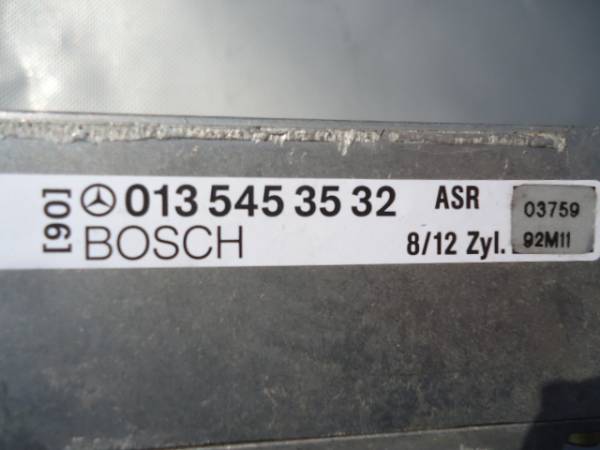 [90] 013 545 35 32 ASR 03759
BOSCH 8/12 Zyl. 92M11